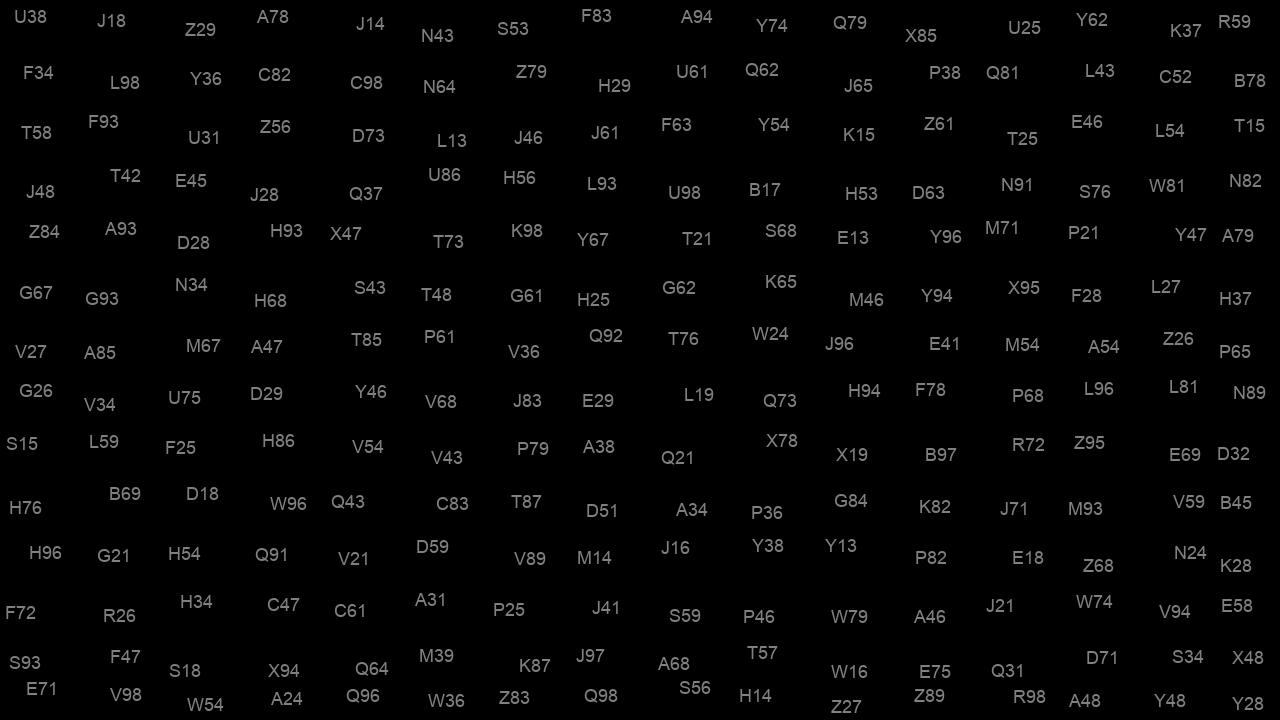 U38 J18 Z29 A78 J14 N43 S53 F83 A94 Y74 Q79 X85 U25 Y62 K37 R59
F34 L98 Y36 C82 C98 N64 Z79 H29 U61 Q62 J65 P38 Q81 L43 C52 B78
T58 F93 U31 Z56 D73 L13 J46 J61 F63 Y54 K15 Z61 T25 E46 L54 T15
J48 T42 E45 J28 Q37 U86 H56 L93 U98 B17 H53 D63 N91 S76 W81 N82
Z84 A93 D28 H93 X47 T73 K98 Y67 T21 S68 E13 Y96 M71 P21 Y47 A79
G67 G93 N34 H68 S43 T48 G61 H25 G62 K65 M46 Y94 X95 F28 L27 H37
V27 A85 M67 A47 T85 P61 V36 Q92 T76 W24 J96 E41 M54 A54 Z26 P65
G26 V34 U75 D29 Y46 V68 J83 E29 L19 Q73 H94 F78 P68 L96 L81 N89
S15 L59 F25 H86 V54 V43 P79 A38 Q21 X78 X19 B97 R72 Z95 E69 D32
H76 B69 D18 W96 Q43 C83 T87 D51 A34 P36 G84 K82 J71 M93 V59 B45
H96 G21 H54 Q91 V21 D59 V89 M14 J16 Y38 Y13 P82 E18 Z68 N24 K28
F72 R26 H34 C47 C61 A31 P25 J41 S59 P46 W79 A46 J21 W74 V94 E58
S93 F47 S18 X94 Q64 M39 K87 J97 A68 T57 W16 E75 Q31 D71 S34 X48
E71 V98 W54 A24 Q96 W36 Z83 Q98 S56 H14 Z27 Z89 R98 A48 Y48 Y28